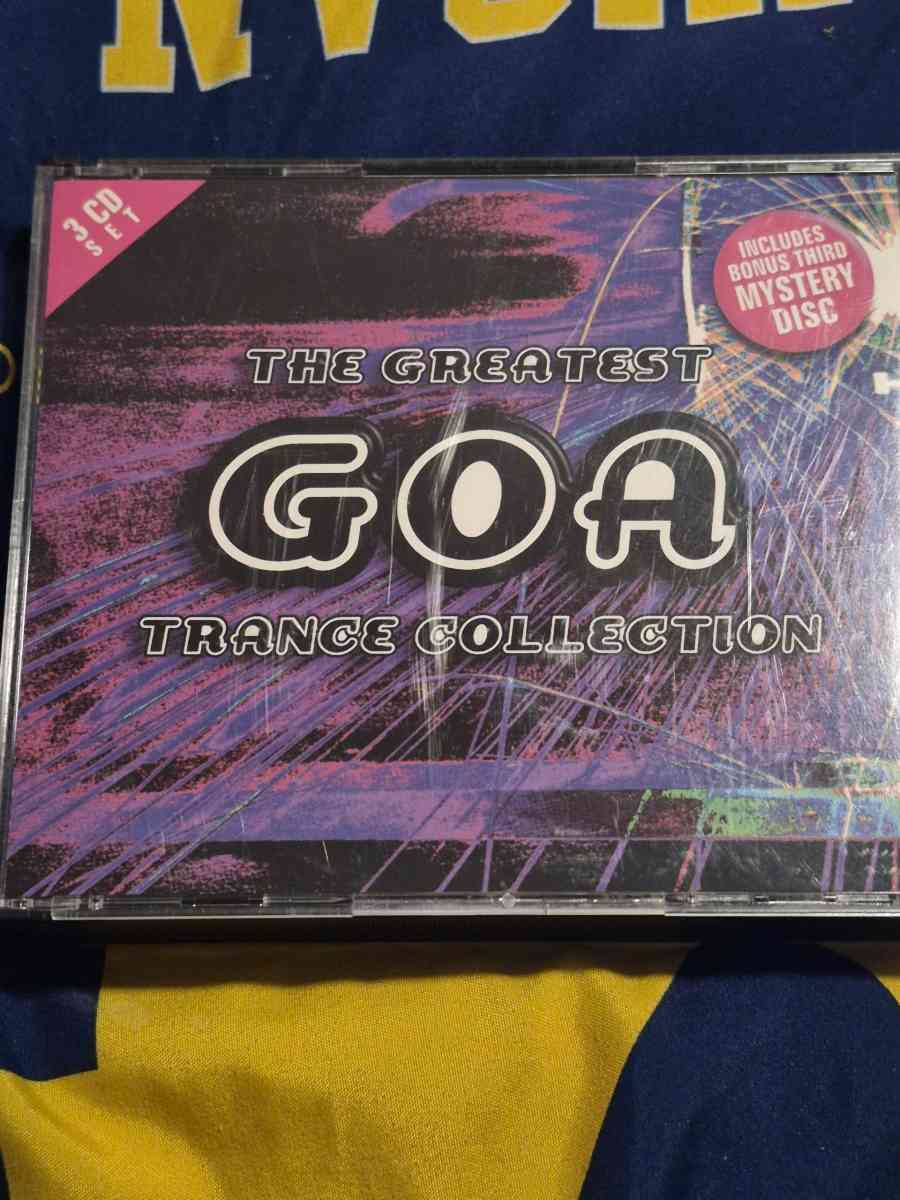 3 CD
SET
INCLUDES
BONUS THIRD
MYSTERY
DISC
THE GREATEST
GOA
TRANCE COLLECTION